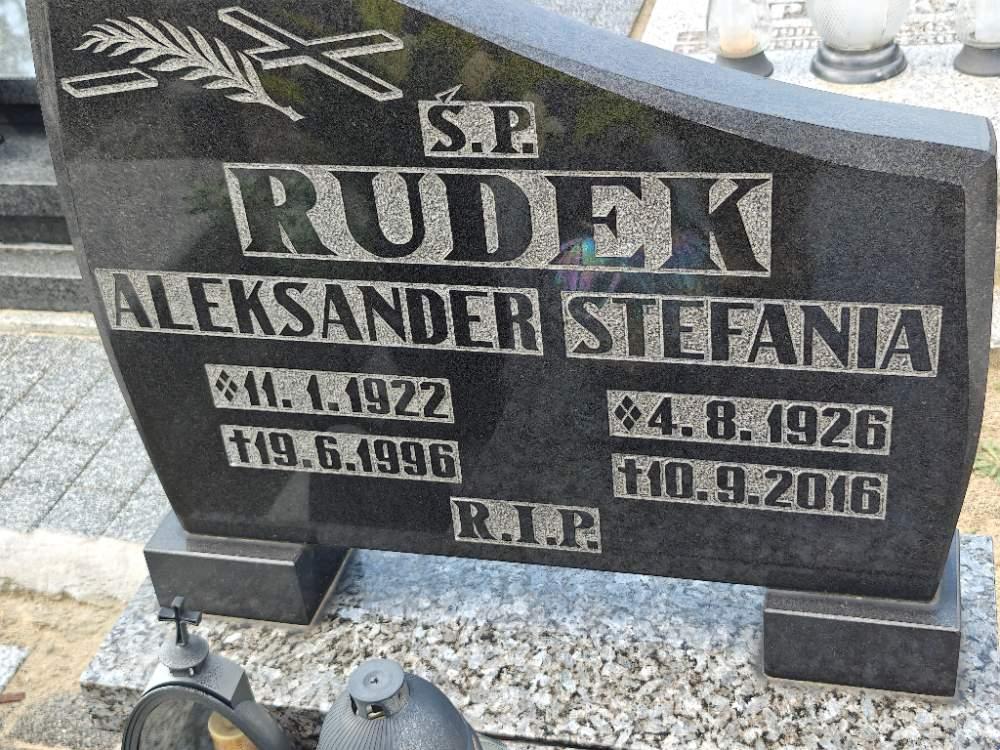 Ś.P.
RUDEK
ALEKSANDER STEFANIA
11.1.1922 4.8.1926
†19.6.1996 †10.9.2016
R.I.P.